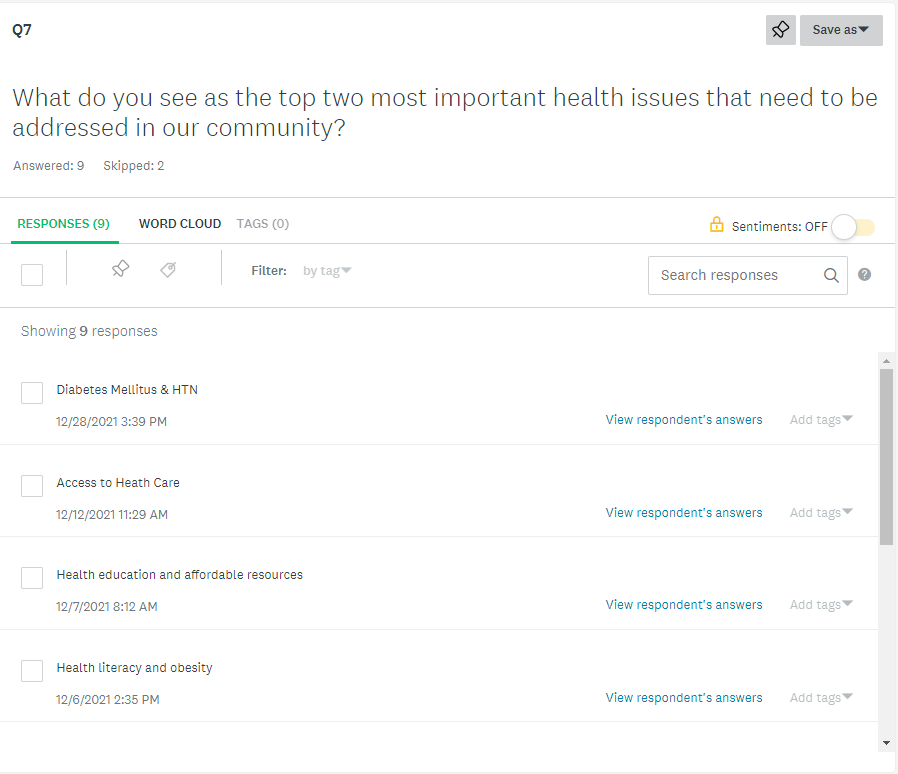 Q7
Save as
What do you see as the top two most important health issues that need to be
addressed in our community?
Answered: 9 Skipped: 2
RESPONSES (9) WORD CLOUD TAGS (0) Sentiments: OFF
Filter: by tag Search responses ?
Showing 9 responses
Diabetes Mellitus & HTN
12/28/2021 3:39 PM View respondent's answers Add tags
Access to Heath Care
12/12/2021 11:29 AM View respondent's answers Add tags
Health education and affordable resources
12/7/2021 8:12 AM View respondent's answers Add tags
Health literacy and obesity
12/6/2021 2:35 PM View respondent's answers Add tags